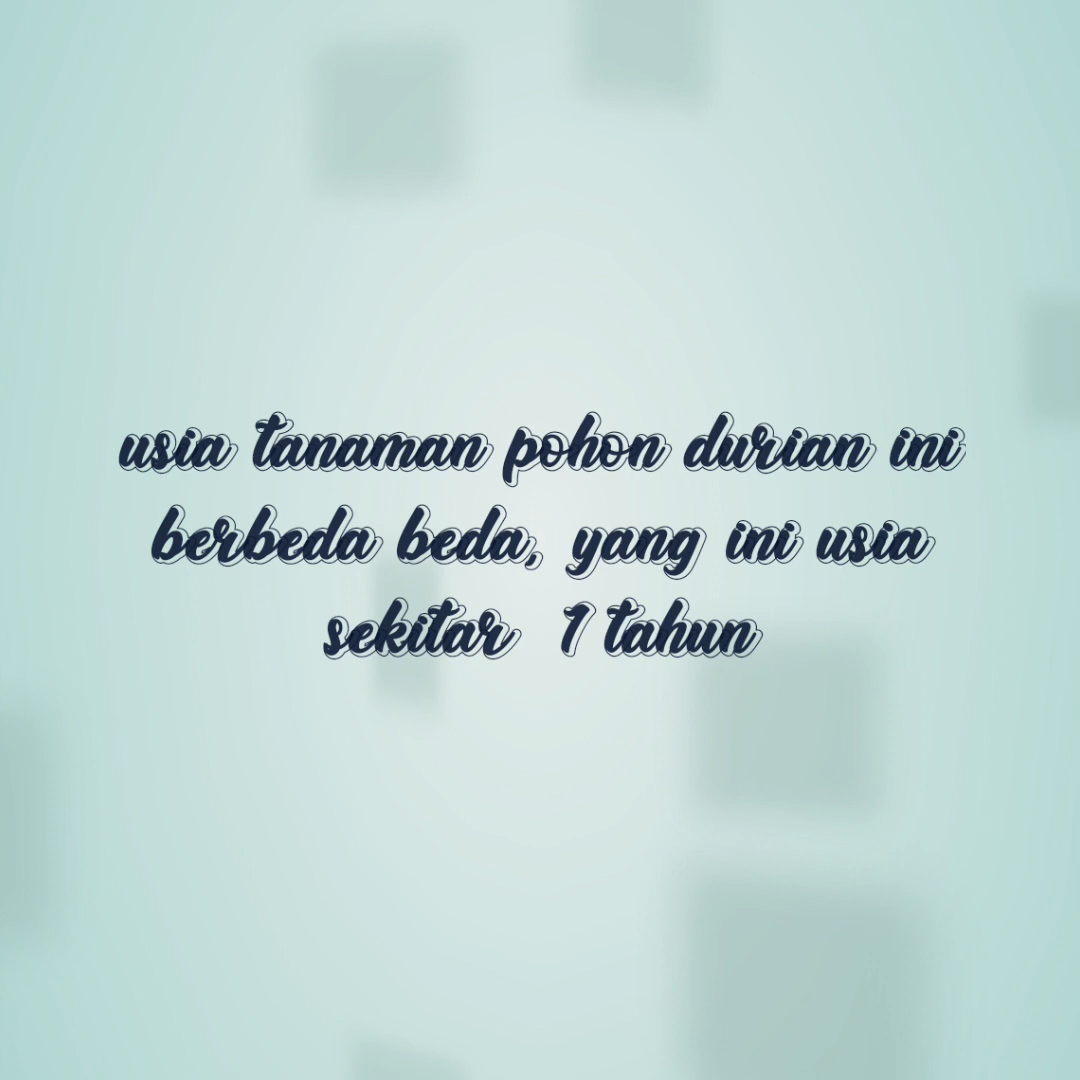 usia tanaman pohon durian ini
berbeda beda, yang ini usia
sekitar 1 tahun